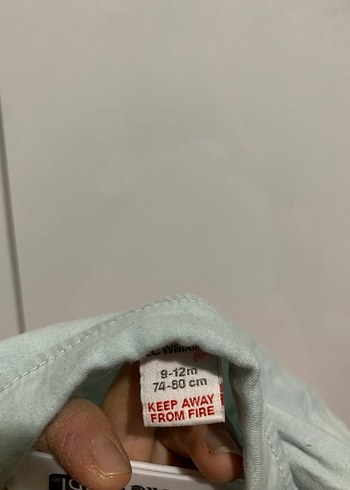 9-12m
74-80 cm
KEEP AWAY
FROM FIRE